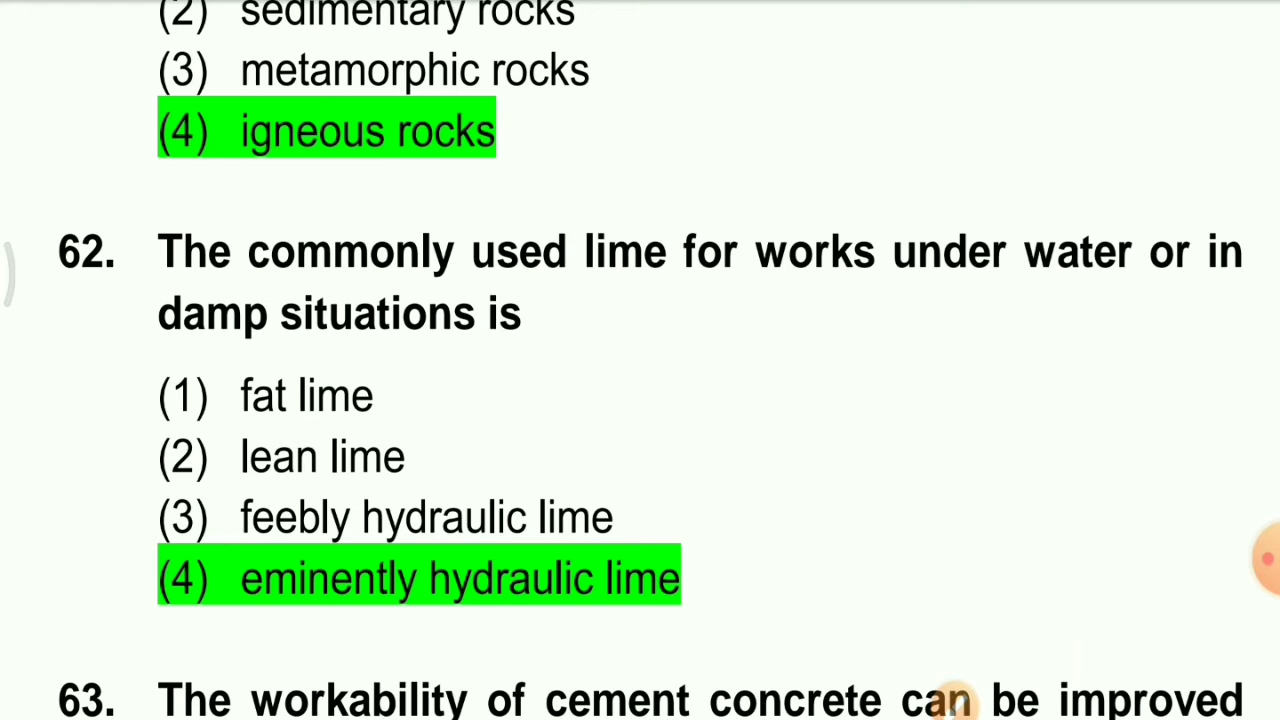 (2) sedimentary rocks
(3) metamorphic rocks
(4) igneous rocks
62. The commonly used lime for works under water or in
damp situations is
(1) fat lime
(2) lean lime
(3) feebly hydraulic lime
(4) eminently hydraulic lime
63. The workability of cement concrete can be improved